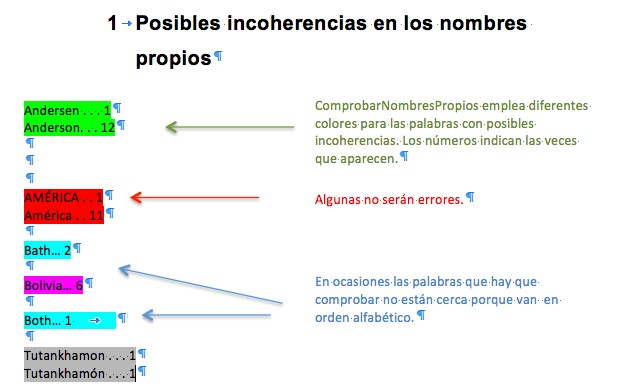 1 Posibles incoherencias en los nombres
propios
Andersen . . . 1
Anderson. . . 12
AMÉRICA . . 1
América . . 11
Bath... 2
Bolivia... 6
Both... 1
Tutankhamon . . . 1
Tutankhamón . . . 1
ComprobarNombresPropios emplea diferentes
colores para las palabras con posibles
incoherencias. Los números indican las veces
que aparecen.
Algunas no serán errores.
En ocasiones las palabras que hay que
comprobar no están cerca porque van en
orden alfabético.